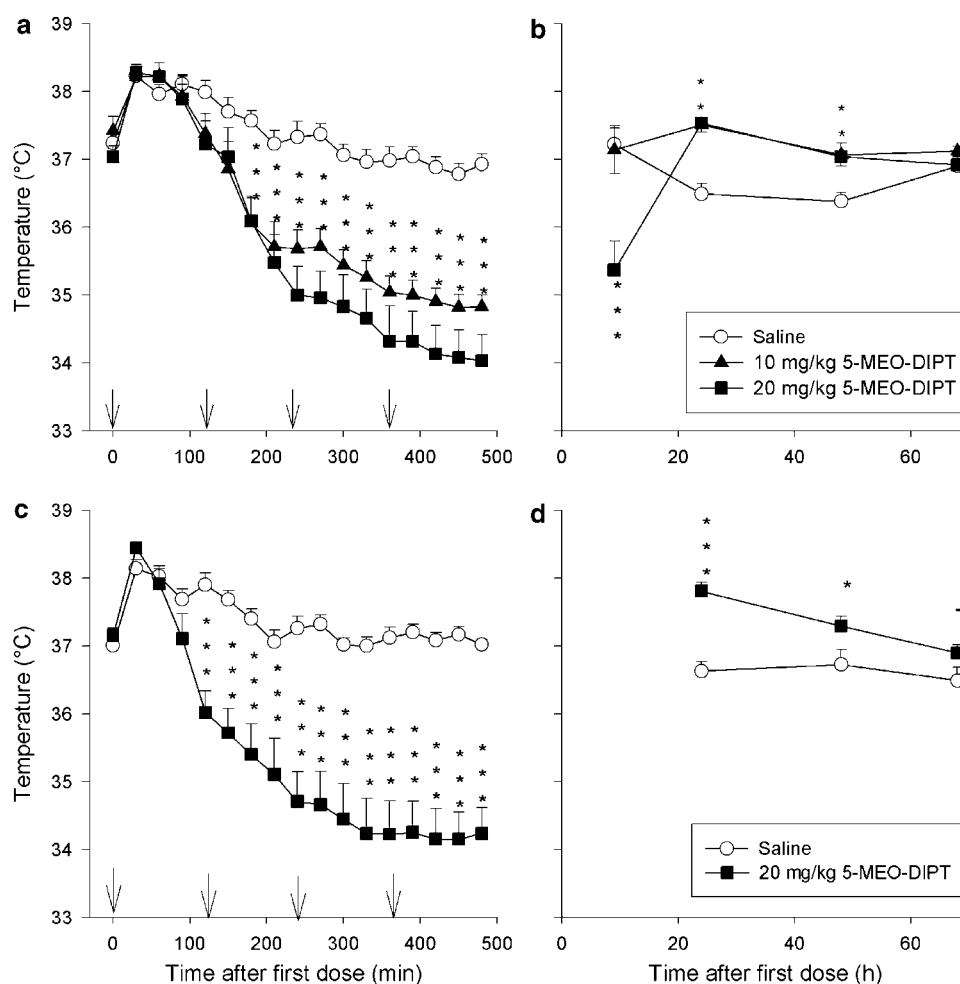 a
39
38
37
36
35
34
33
Temperature (°C)
0 100 200 300 400 500
b
Saline
10 mg/kg 5-MEO-DIPT
20 mg/kg 5-MEO-DIPT
0 20 40 60
c
39
38
37
36
35
34
33
Temperature (°C)
0 100 200 300 400 500
Time after first dose (min)
d
Saline
20 mg/kg 5-MEO-DIPT
0 20 40 60
Time after first dose (h)